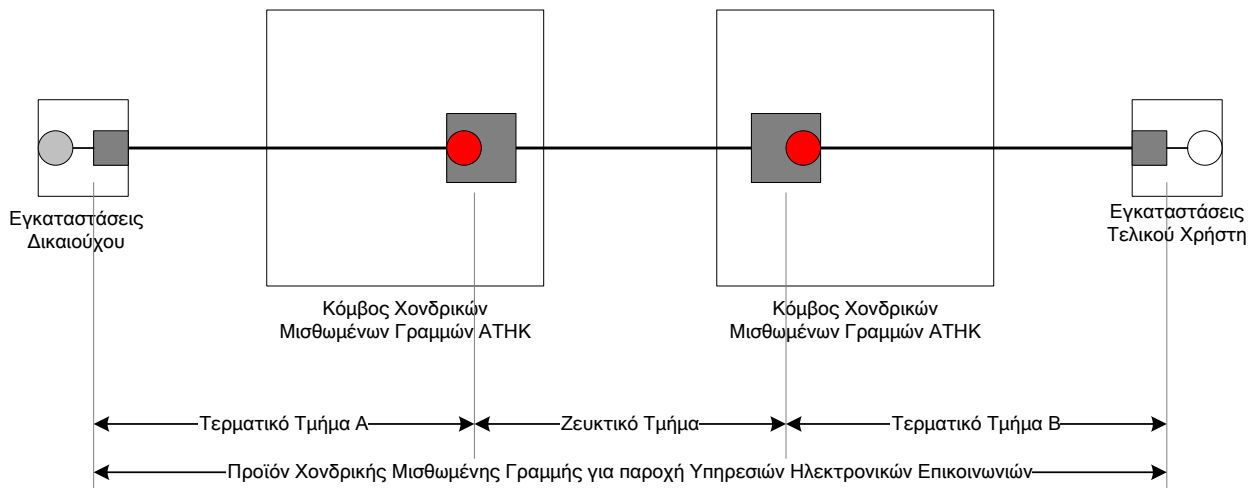 Εγκαταστάσεις
Δικαιούχου
Εγκαταστάσεις
Τελικού Χρήστη
Κόμβος Χονδρικών
Μισθωμένων Γραμμών ΑΤΗΚ
Κόμβος Χονδρικών
Μισθωμένων Γραμμών ΑΤΗΚ
Τερματικό Τμήμα Α
Ζευκτικό Τμήμα
Τερματικό Τμήμα Β
Προϊόν Χονδρικής Μισθωμένης Γραμμής για παροχή Υπηρεσιών Ηλεκτρονικών Επικοινωνιών